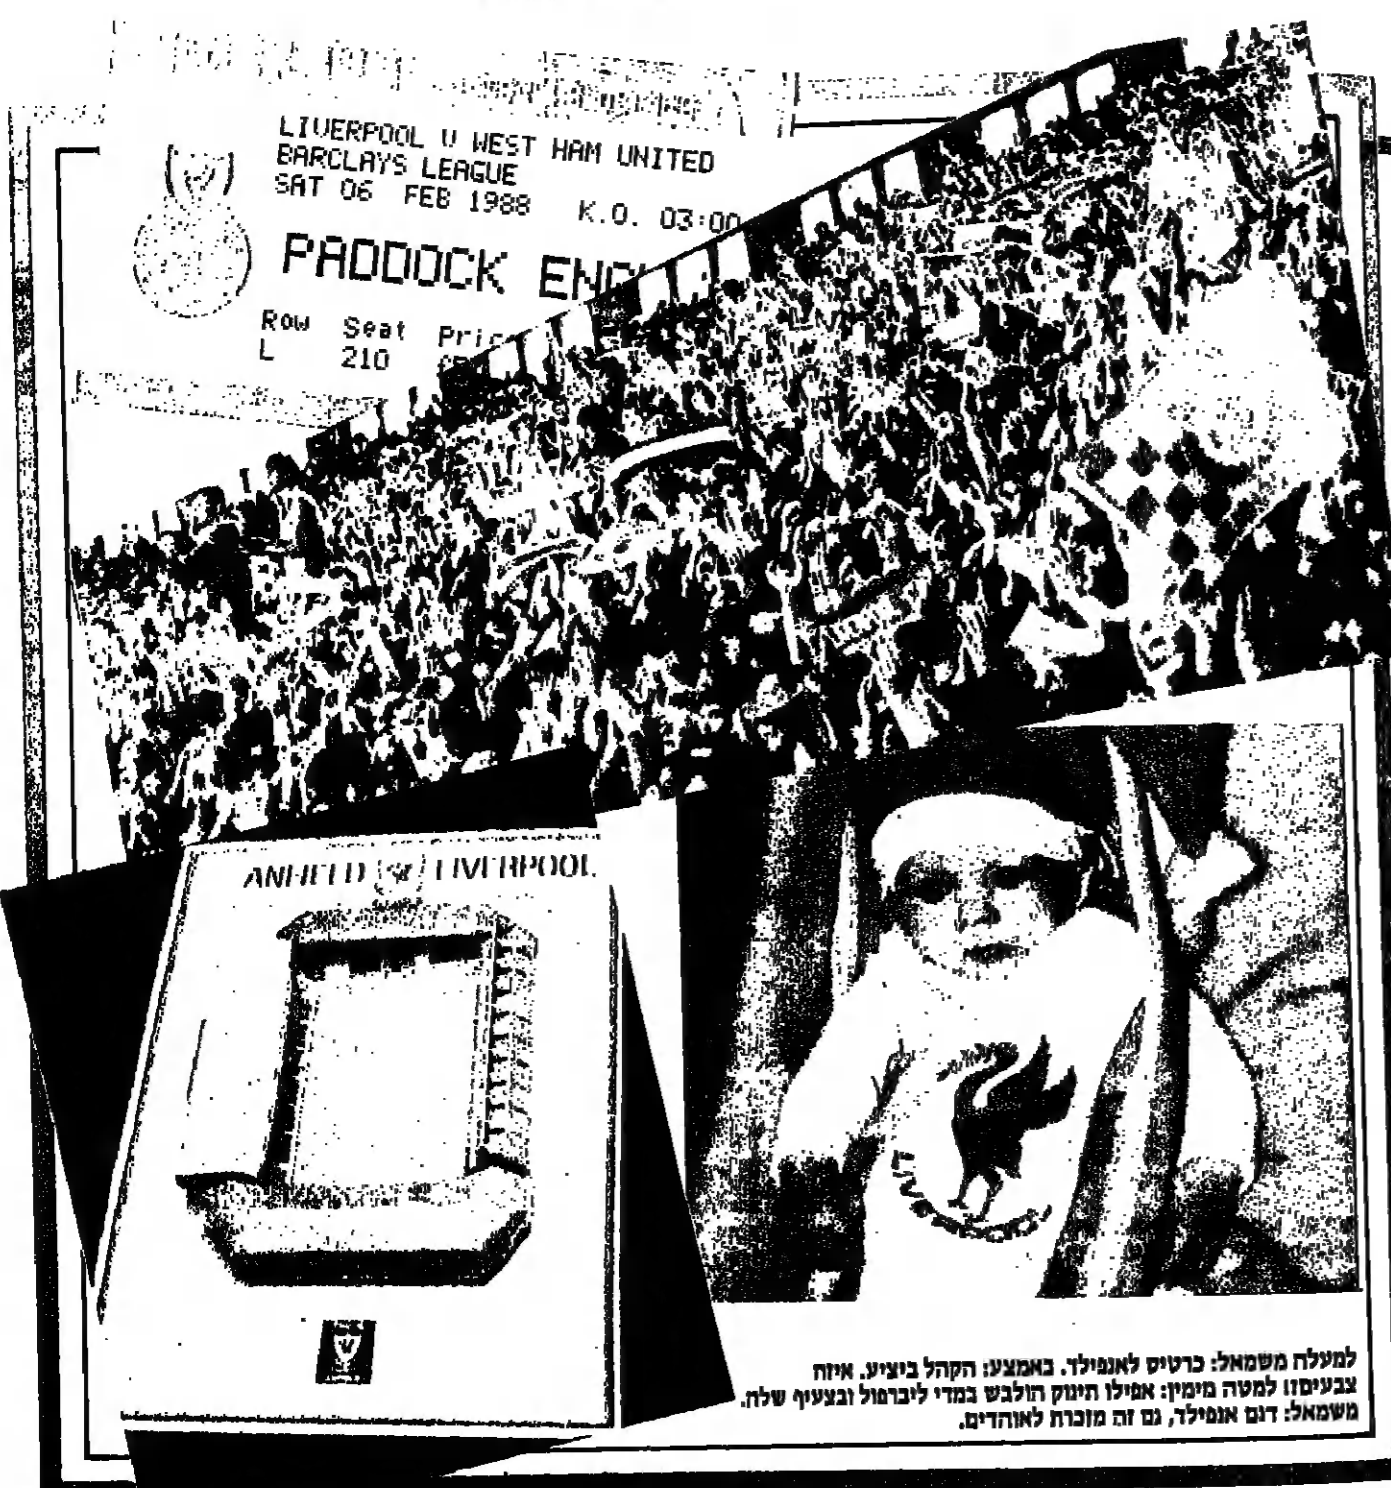 LIVERPOOL V WEST HAM UNITED
BARCLAYS LEAGUE
SAT 06 FEB 1988 K.O. 03:00
PADDOCK
Row Seat
L 210
ANFIELD LIVERPOOL
LIVERPOOL
למעלה משמאל: כרטיס לאנפילד. באמצע: הקהל ביציע. איזה
צבעים!! למטה מימין: אפילו תינוק הולבש במדי ליברפול ובצעיף שלה.
משמאל: דגם אנפילד, גם זה מזכרת לאוהדים.